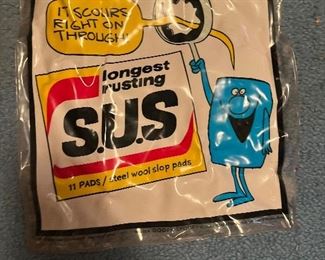 IT SCOURS
RIGHT ON
THROUGH!
longest
rusting
S.U.S
11 PADS / steel wool slop pads